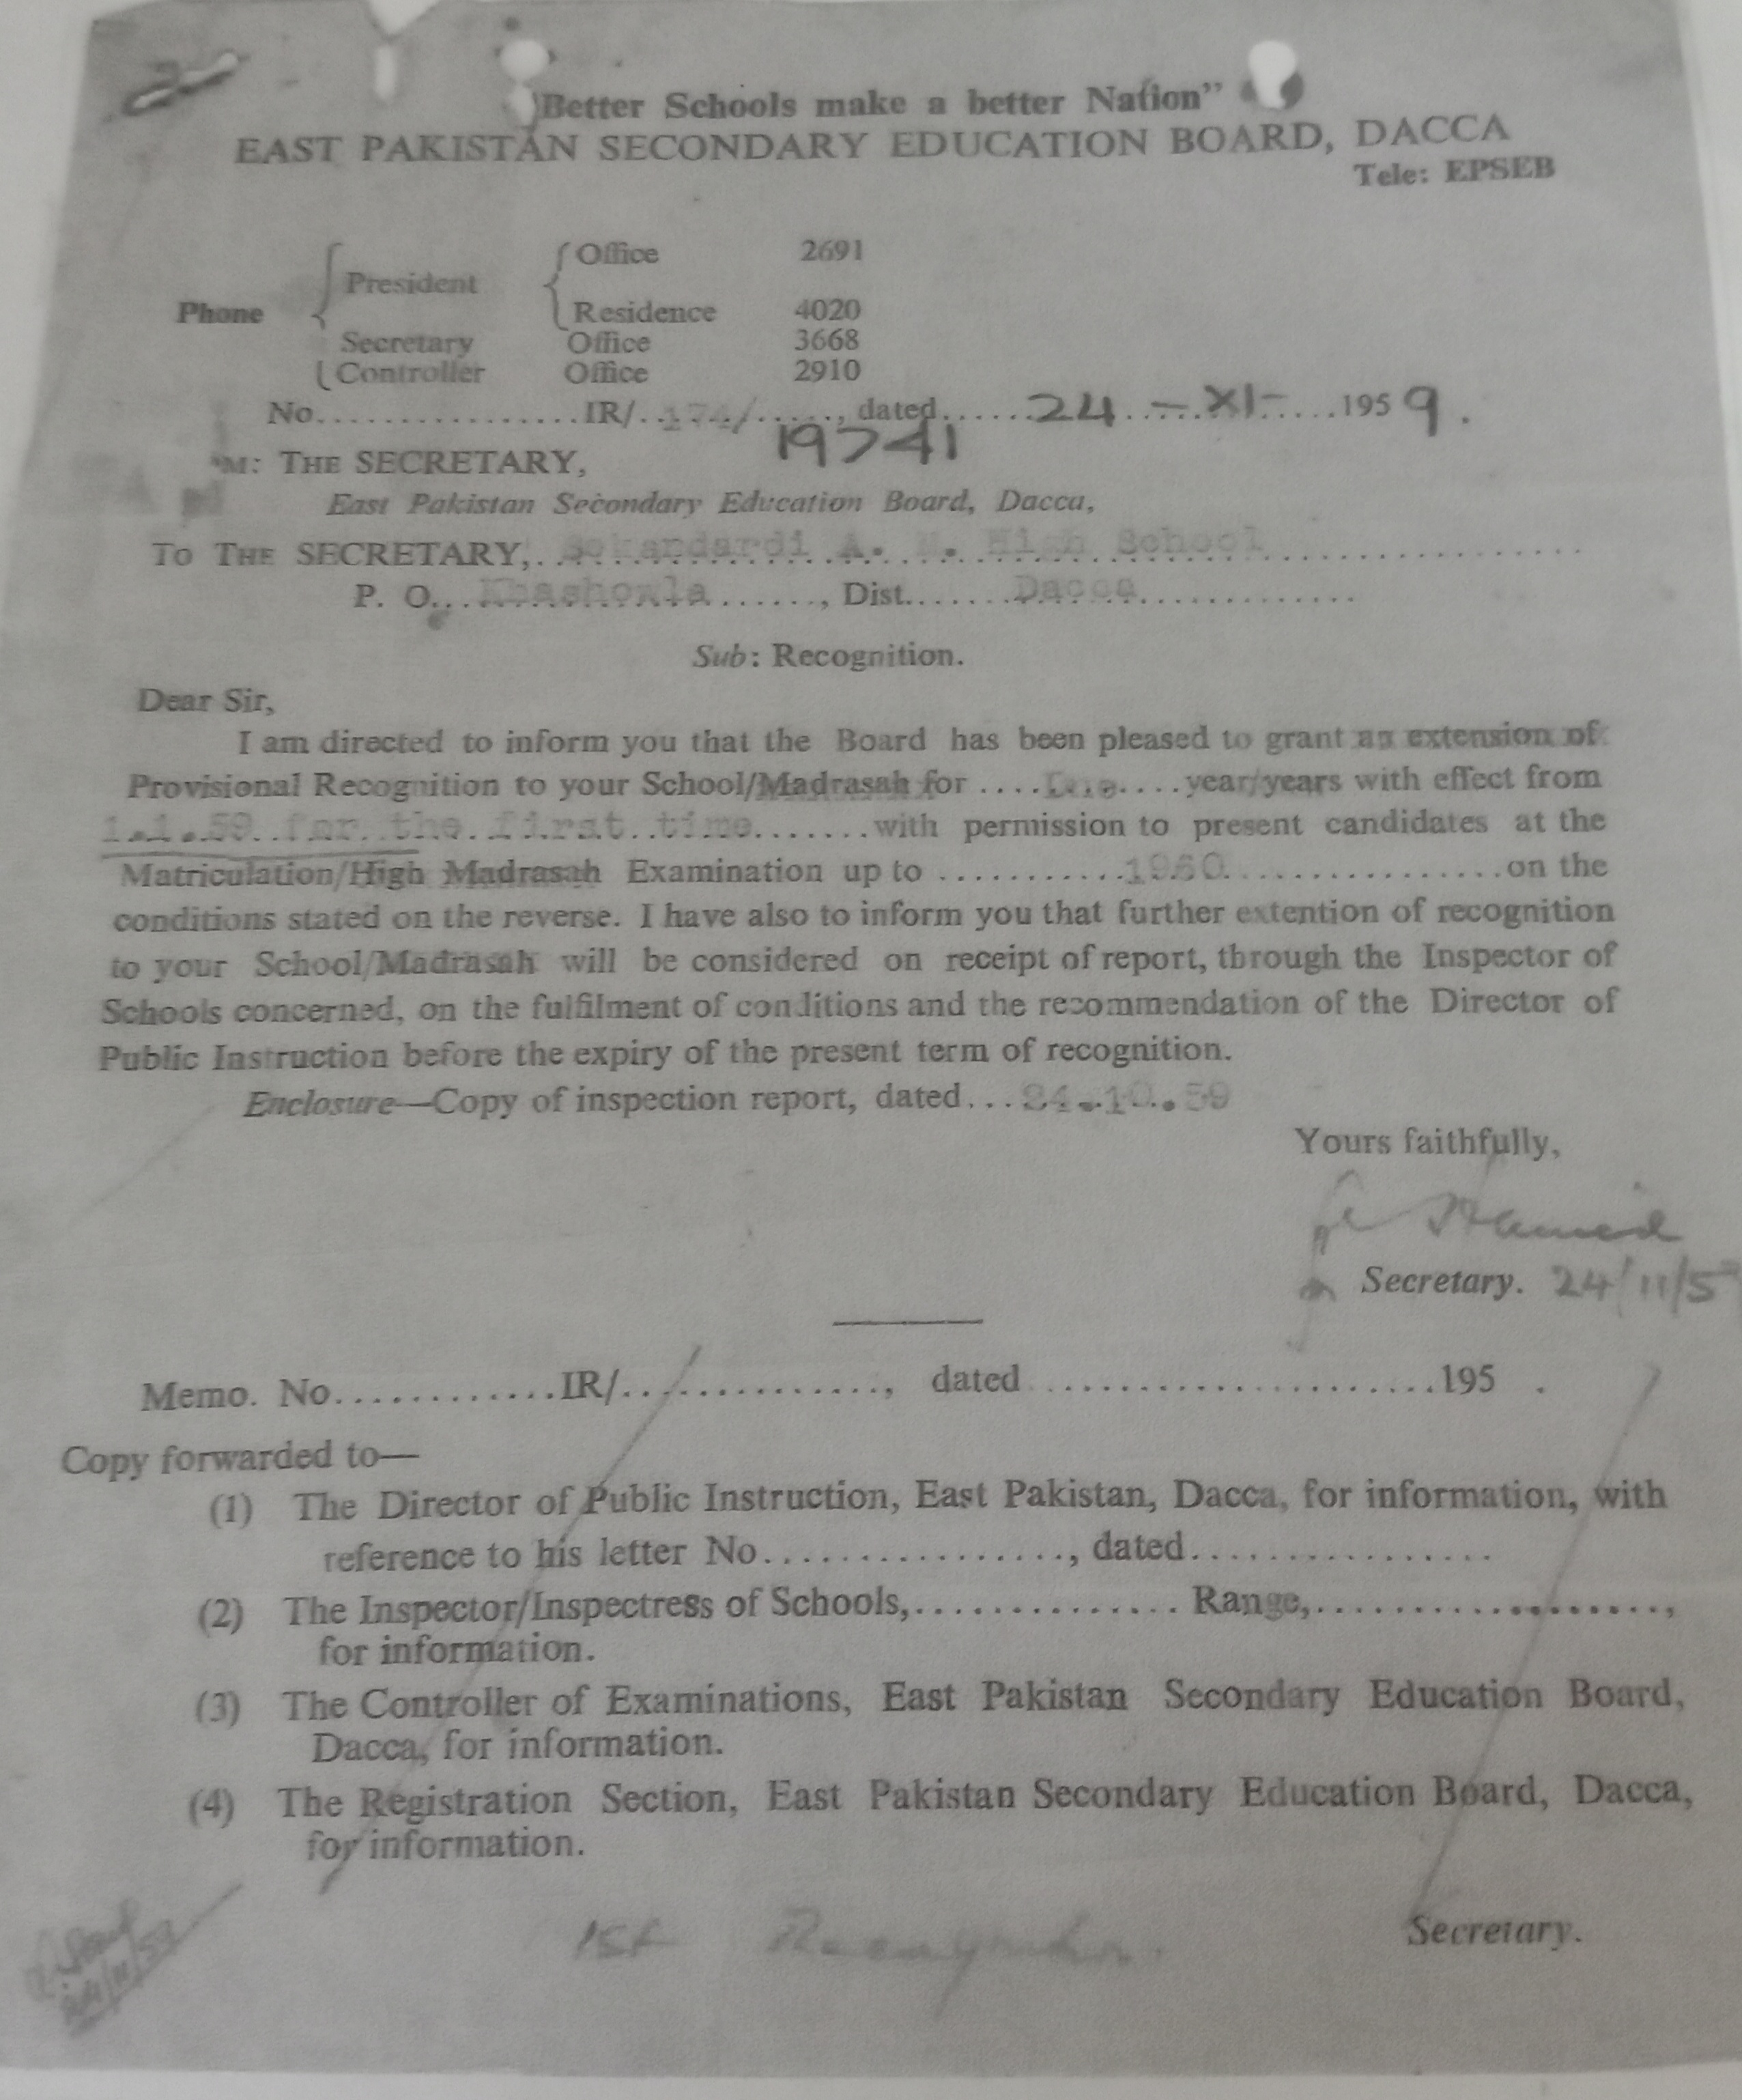 "Better Schools make a better Nation"
EAST PAKISTAN SECONDARY EDUCATION BOARD, DACCA
Tele: EPSEB
Phone
President
Office 2691
Residence 4020
Secretary Office 3668
Controller Office 2910
No................IR/..174/......, dated......24 – XI –.....1959.
19741
M: THE SECRETARY,
East Pakistan Secondary Education Board, Dacca,
To THE SECRETARY, Sekandardi A. High School
P. O. , Dist. Dacca
Sub: Recognition.
Dear Sir,
I am directed to inform you that the Board has been pleased to grant an extension of
Provisional Recognition to your School/Madrasah for .... One .... year/years with effect from
1.1.59 for the first time.......with permission to present candidates at the
Matriculation/High Madrasah Examination up to ...........1960................on the
conditions stated on the reverse. I have also to inform you that further extention of recognition
to your School/Madrasah will be considered on receipt of report, through the Inspector of
Schools concerned, on the fulfilment of conditions and the recommendation of the Director of
Public Instruction before the expiry of the present term of recognition.
Enclosure—Copy of inspection report, dated...24.10.59
Yours faithfully,
Secretary. 24/11/5
Memo. No............IR/..............., dated......................195 .
Copy forwarded to—
(1) The Director of Public Instruction, East Pakistan, Dacca, for information, with
reference to his letter No................, dated................
(2) The Inspector/Inspectress of Schools,.............. Range,....................,
for information.
(3) The Controller of Examinations, East Pakistan Secondary Education Board,
Dacca, for information.
(4) The Registration Section, East Pakistan Secondary Education Board, Dacca,
for information.
1st Recognition.
Secretary.